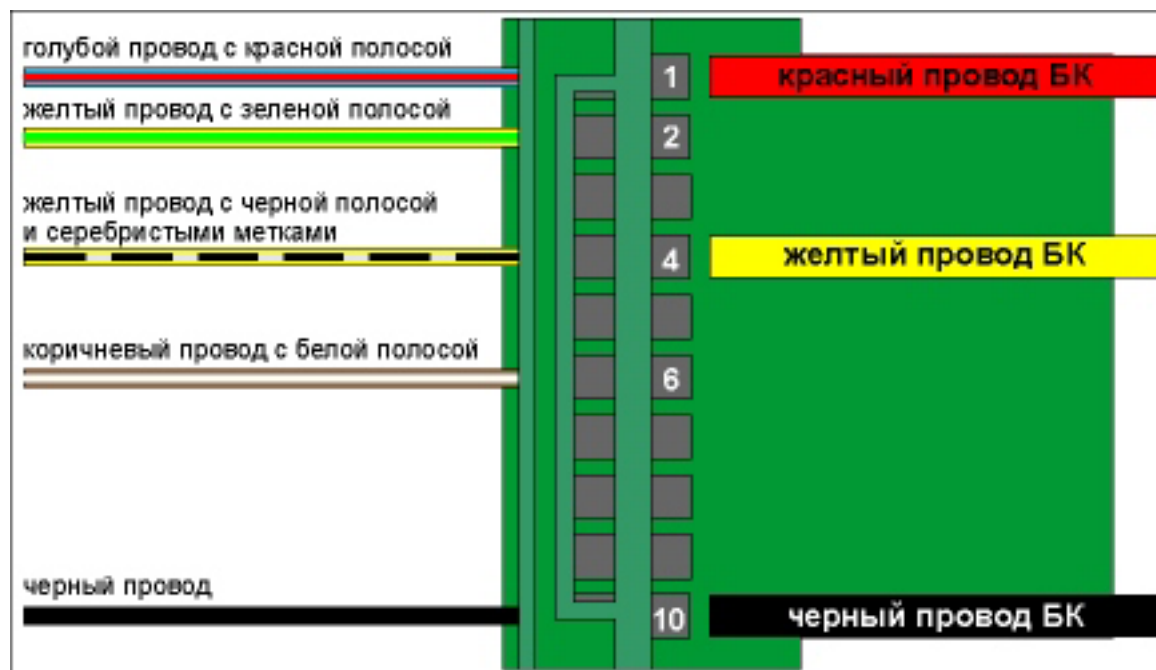 голубой провод с красной полосой
1
красный провод БК
желтый провод с зеленой полосой
2
желтый провод с черной полосой
и серебристыми метками
4
желтый провод БК
коричневый провод с белой полосой
6
черный провод
10
черный провод БК